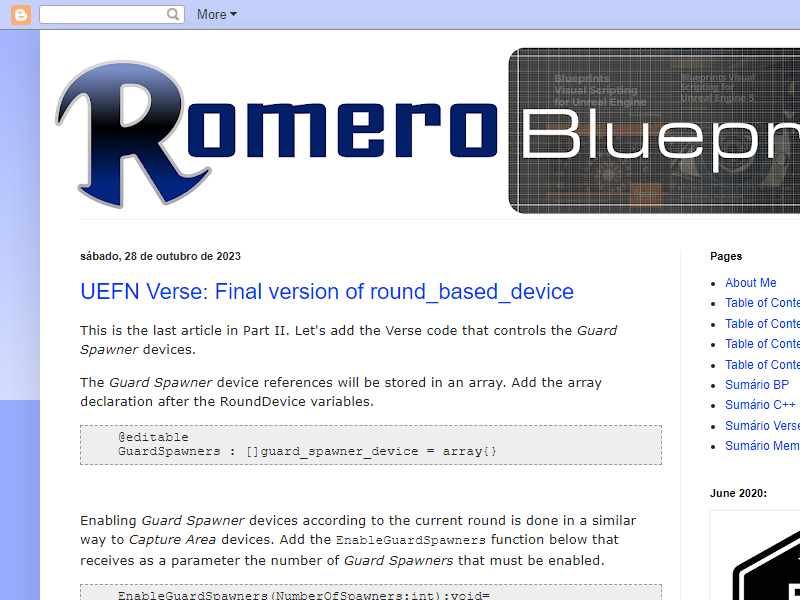 More
Romero
Bluepr
Blueprints
Visual Scripting
for Unreal Engine
Blueprints Visual
Scripting for
Unreal Engine 5
sábado, 28 de outubro de 2023
UEFN Verse: Final version of round_based_device
This is the last article in Part II. Let's add the Verse code that controls the Guard
Spawner devices.
The Guard Spawner device references will be stored in an array. Add the array
declaration after the RoundDevice variables.
@editable
GuardSpawners : []guard_spawner_device = array{}
Enabling Guard Spawner devices according to the current round is done in a similar
way to Capture Area devices. Add the EnableGuardSpawners function below that
receives as a parameter the number of Guard Spawners that must be enabled.
EnableGuardSpawners(NumberOfSpawners:int):void=
Pages
About Me
Table of Conte
Table of Conte
Table of Conte
Table of Conte
Sumário BP
Sumário C++
Sumário Verse
Sumário Mem
June 2020: